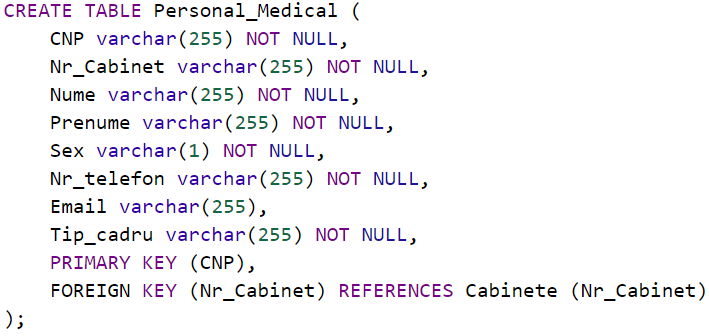 CREATE TABLE Personal_Medical (
    CNP varchar(255) NOT NULL,
    Nr_Cabinet varchar(255) NOT NULL,
    Nume varchar(255) NOT NULL,
    Prenume varchar(255) NOT NULL,
    Sex varchar(1) NOT NULL,
    Nr_telefon varchar(255) NOT NULL,
    Email varchar(255),
    Tip_cadru varchar(255) NOT NULL,
    PRIMARY KEY (CNP),
    FOREIGN KEY (Nr_Cabinet) REFERENCES Cabinete (Nr_Cabinet)
);